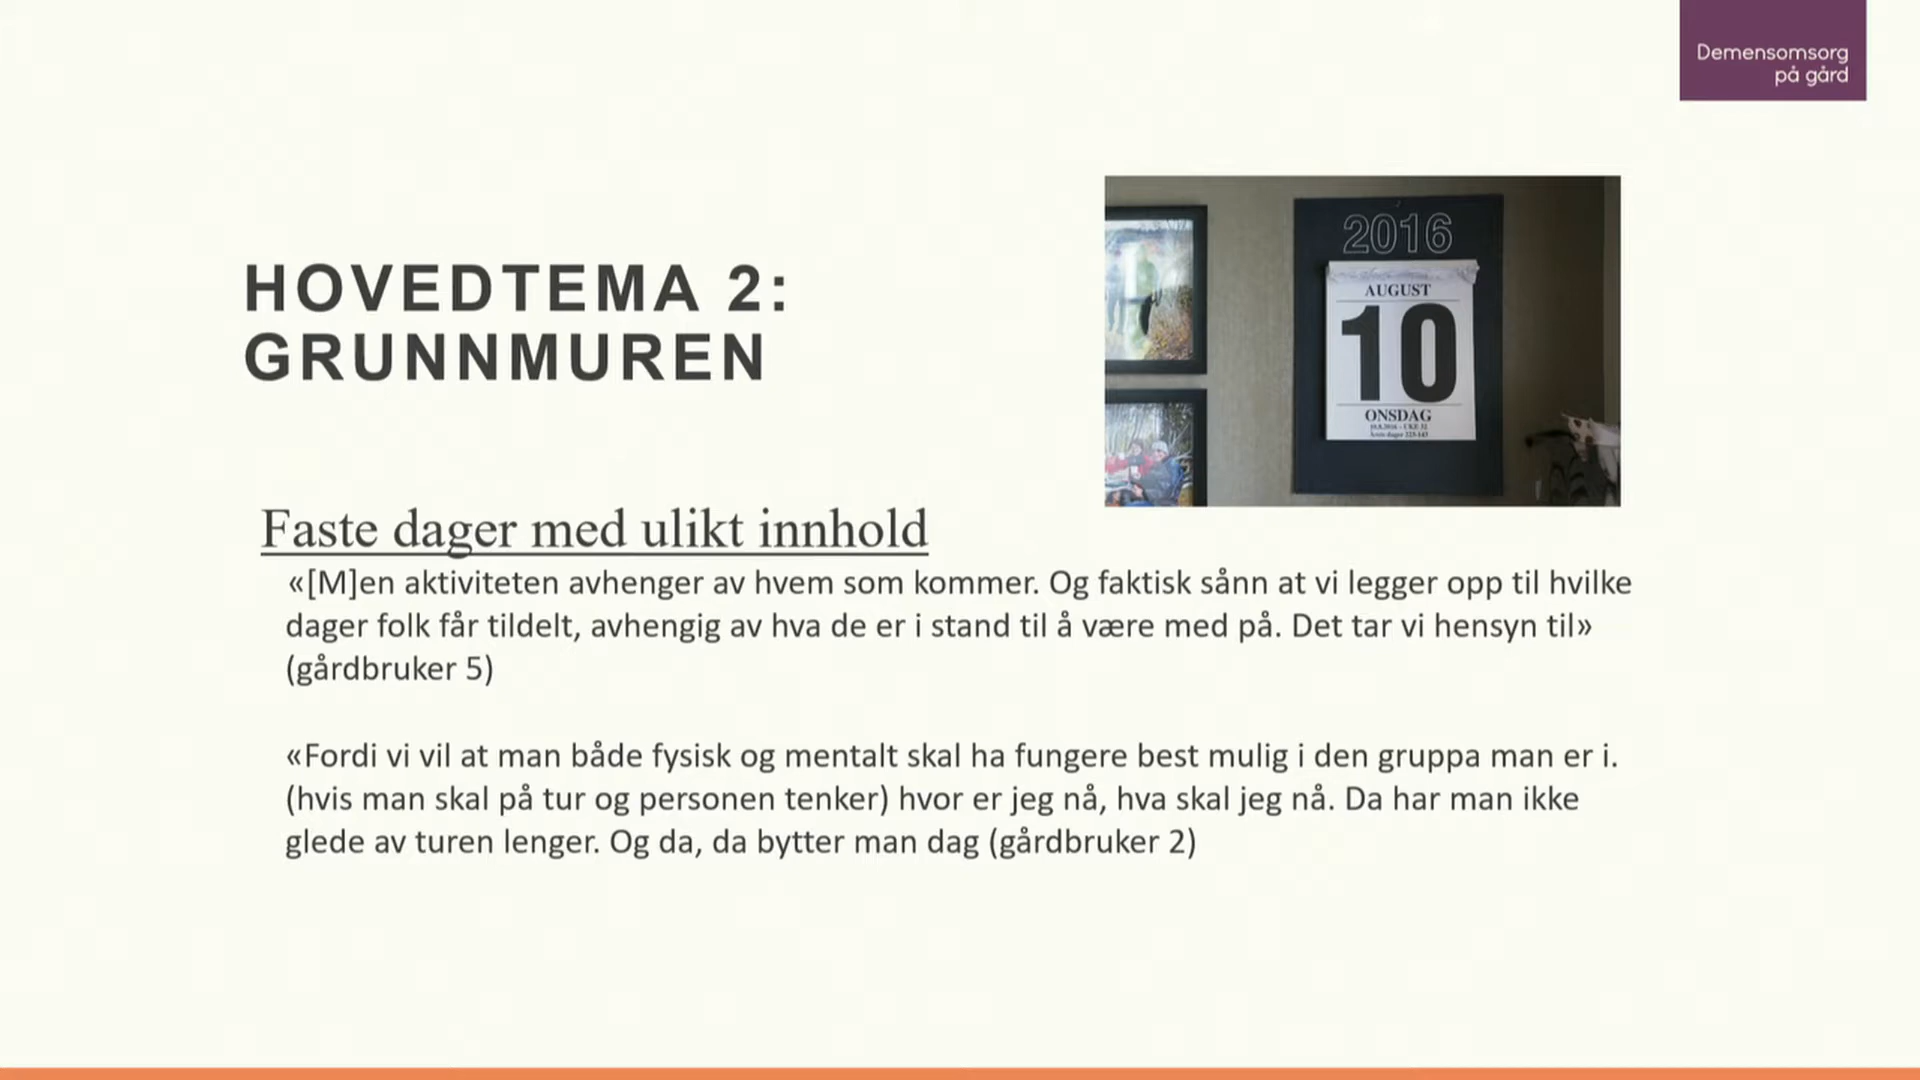 Demensomsorg
på gård
HOVEDTEMA 2:
GRUNNMUREN
2016
AUGUST
10
ONSDAG
Faste dager med ulikt innhold
«[M]en aktiviteten avhenger av hvem som kommer. Og faktisk sånn at vi legger opp til hvilke
dager folk får tildelt, avhengig av hva de er i stand til å være med på. Det tar vi hensyn til»
(gårdbruker 5)
«Fordi vi vil at man både fysisk og mentalt skal ha fungere best mulig i den gruppa man er i.
(hvis man skal på tur og personen tenker) hvor er jeg nå, hva skal jeg nå. Da har man ikke
glede av turen lenger. Og da, da bytter man dag (gårdbruker 2)